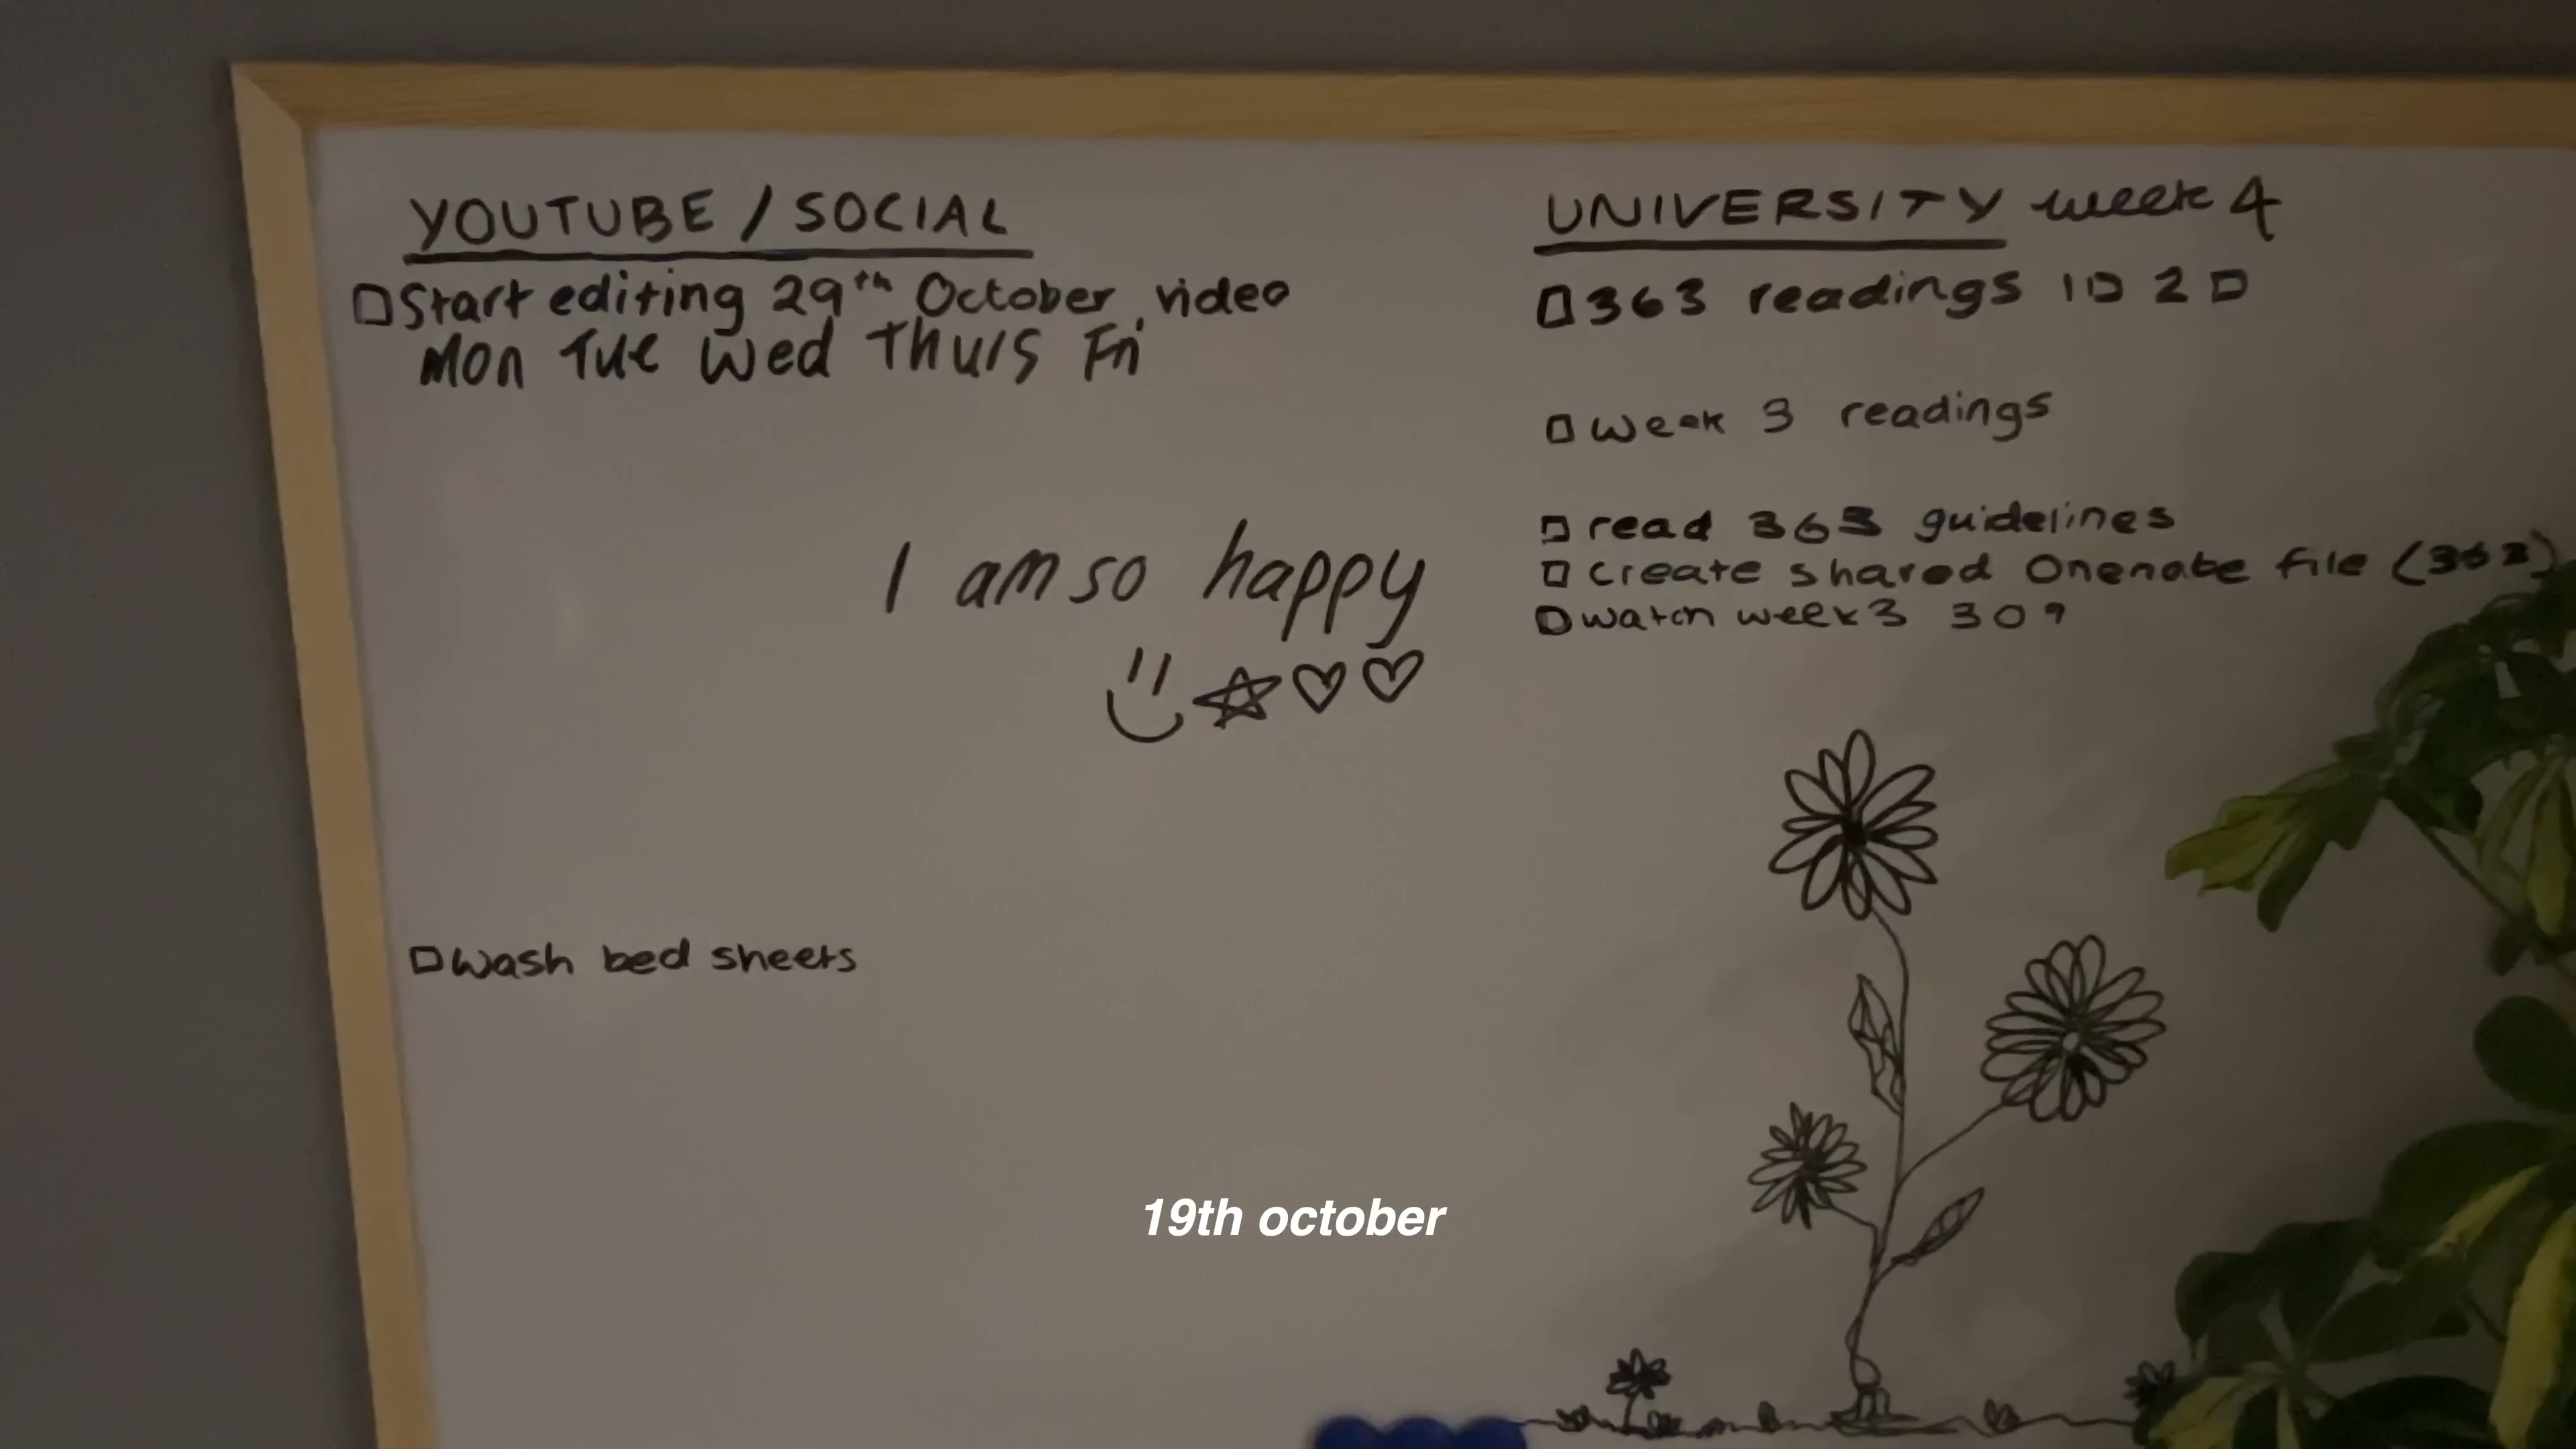 YOUTUBE / SOCIAL
□ Start editing 29th October video
Mon Tue Wed Thurs Fri
I am so happy
□ wash bed sheets
UNIVERSITY week 4
□ 363 readings 1□ 2□
□ week 3 readings
□ read 363 guidelines
□ create shared Onenote file
□ watch week 3 309
19th october